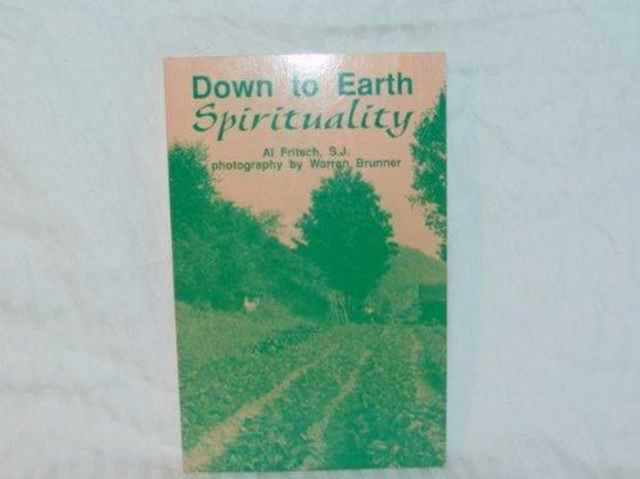 Down to Earth
Spirituality
Al Fritsch, S.J.
photography by Warren Brunner